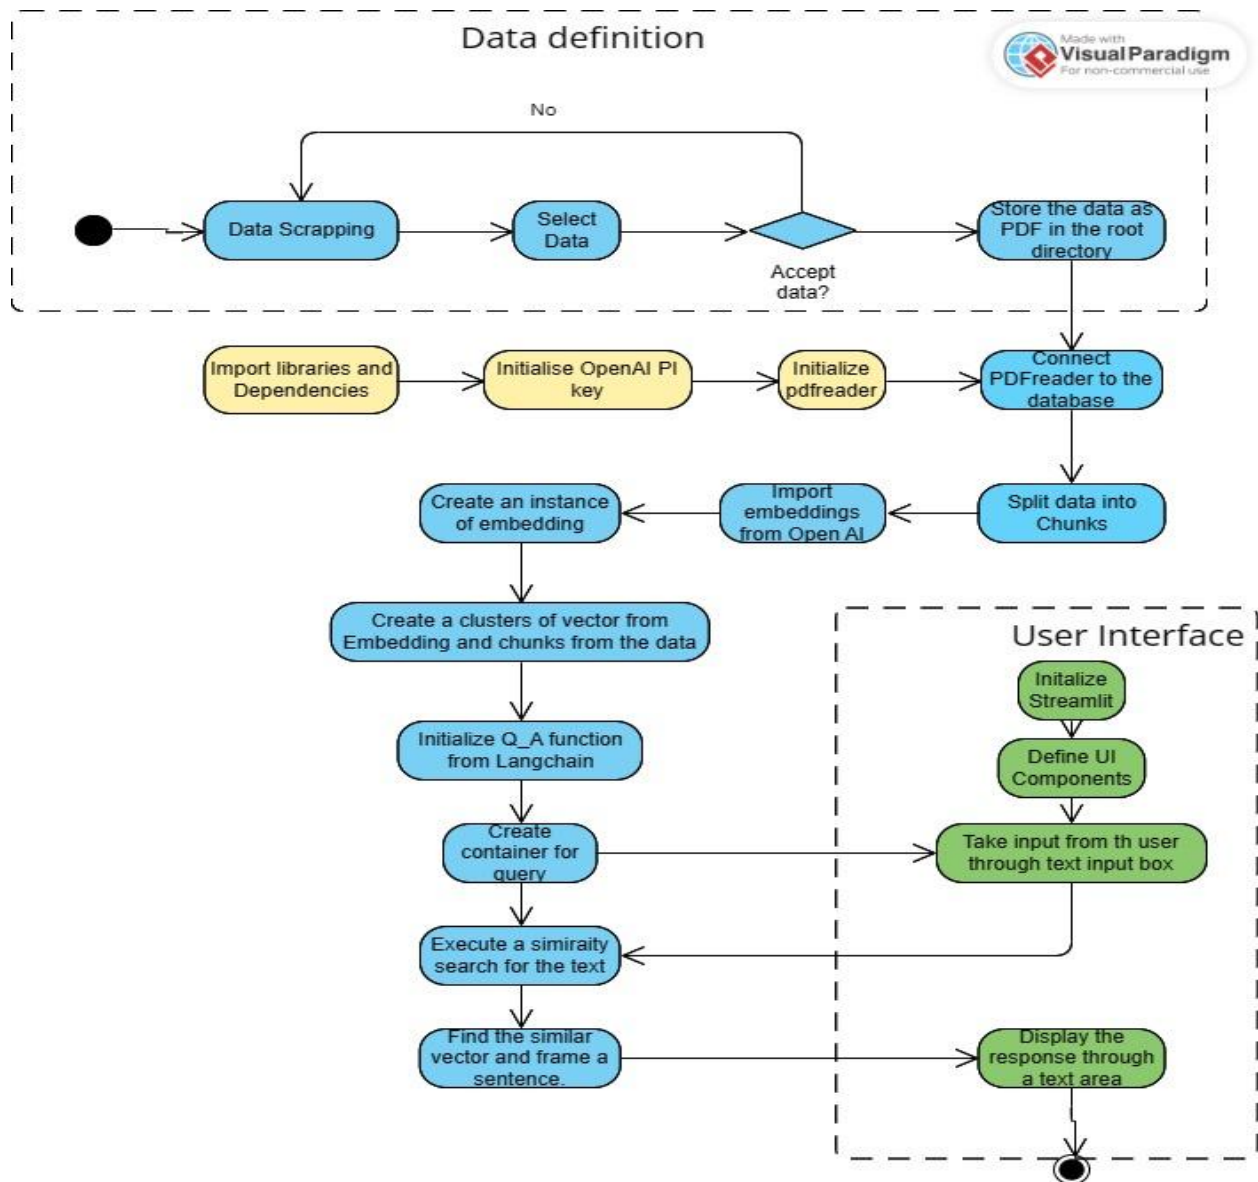 Data definition
Made with
Visual Paradigm
For non-commercial use
No
Data Scrapping
Select
Data
Accept
data?
Store the data as
PDF in the root
directory
Import libraries and
Dependencies
Initialise OpenAI PI
key
Initialize
pdfreader
Connect
PDFreader to the
database
Create an instance
of embedding
Import
embeddings
from Open AI
Split data into
Chunks
Create a clusters of vector from
Embedding and chunks from the data
User Interface
Initalize
Streamlit
Initialize Q_A function
from Langchain
Define UI
Components
Create
container for
query
Take input from th user
through text input box
Execute a simiraity
search for the text
Find the similar
vector and frame a
sentence.
Display the
response through
a text area